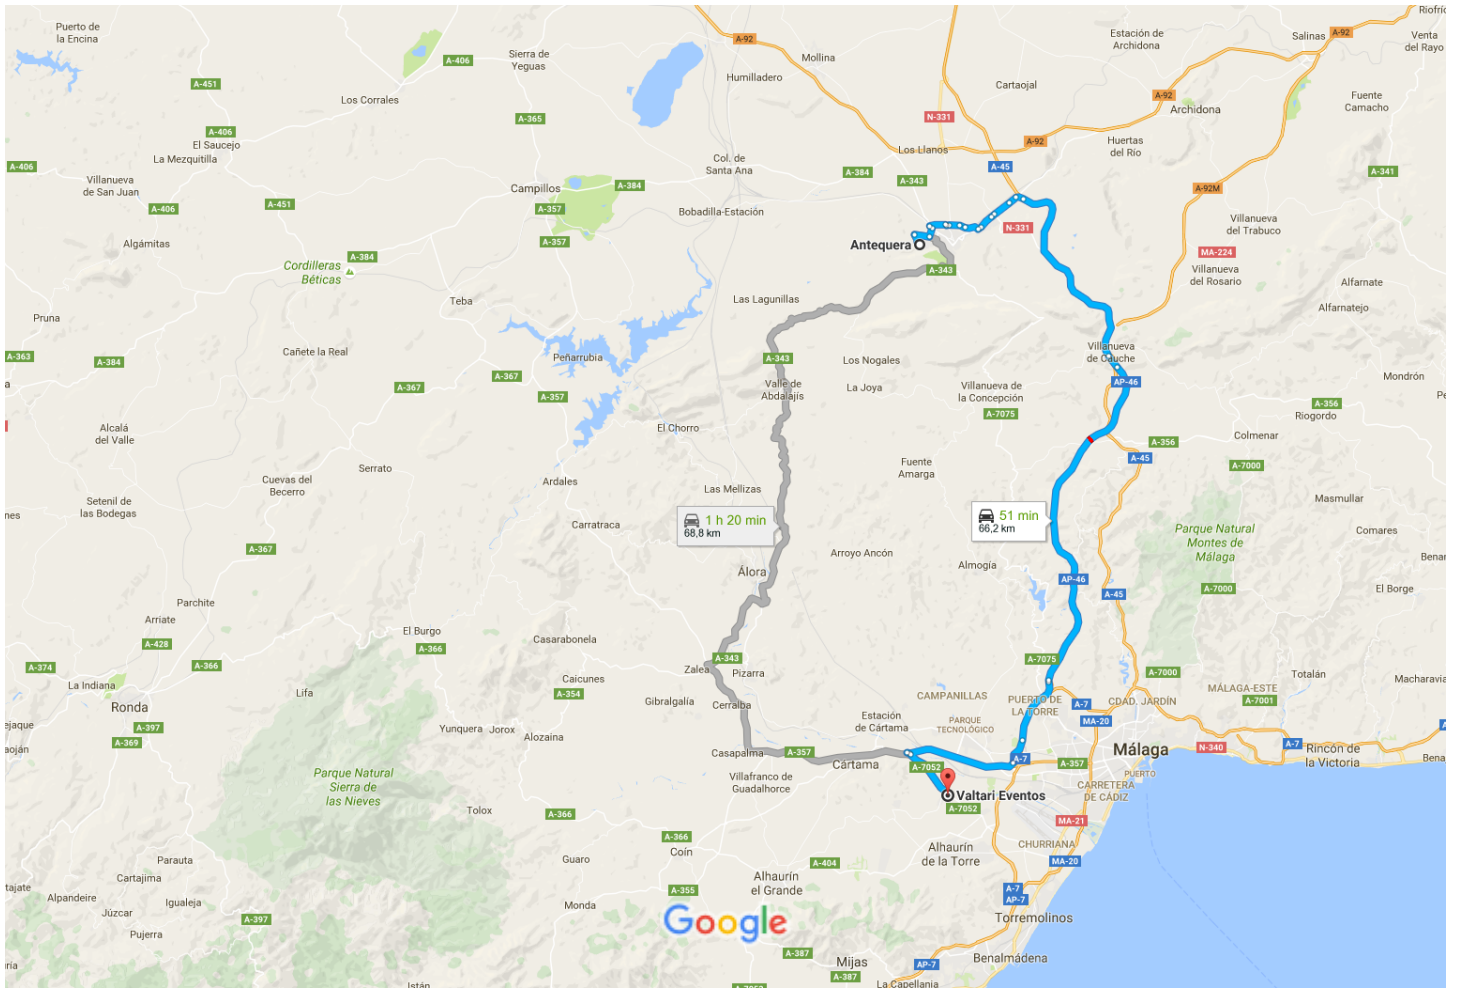 Puerto de
la Encina
A-92
Estación de
Archidona
Salinas
A-92
Riofrío
Venta
del Rayo
Sierra de
Yeguas
A-406
Mollina
Humilladero
Cartaojal
A-451
Los Corrales
A-92
Archidona
Fuente
Camacho
A-365
N-331
A-406
El Saucejo
La Mezquitilla
A-92
Huertas
del Río
Los Llanos
A-406
Col. de
Santa Ana
A-45
A-384
A-343
A-341
Villanueva
de San Juan
Campillos
A-384
A-92M
A-451
A-406
A-357
Bobadilla-Estación
N-331
Villanueva
de Trabuco
Algámitas
A-357
Antequera
A-384
MA-224
Cordilleras
Béticas
A-343
Villanueva
del Rosario
Alfarnate
Teba
Las Lagunillas
Alfarnatejo
Pruna
A-363
Cañete la Real
Peñarrubia
A-343
Los Nogales
Villanueva
de Cauche
A-384
A-367
A-367
A-357
Valle de
Abdalajís
La Joya
Villanueva de
la Concepción
AP-46
Mondrón
A-7075
A-356
Riogordo
Alcalá
del Valle
El Chorro
A-356
Colmenar
A-45
Serrato
Fuente
Amarga
A-7000
Cuevas del
Becerro
Ardales
Las Mellizas
Setenil de
las Bodegas
Masmullar
1 h 20 min
68,8 km
51 min
66,2 km
Carratraca
Parque Natural
Montes de
Málaga
Comares
A-367
Arroyo Ancón
Almogía
Álora
AP-46
A-7000
El Borge
A-45
Parchite
Arriate
El Burgo
Casarabonela
A-428
A-366
A-374
A-366
A-343
A-7075
Zalea
Pizarra
A-7000
Totalán
La Indiana
Caicunes
A-354
CAMPANILLAS
PUERTO DE
LA TORRE
A-7
CDAD. JARDÍN
MÁLAGA-ESTE
A-7001
Lifa
Gibralgalía
Cerralba
Ronda
Estación
de Cártama
PARQUE
TECNOLÓGICO
MA-20
A-397
A-369
Yunquera
Jorox
Alozaina
Casapalma
A-357
Málaga
N-340
A-7
Rincón de
la Victoria
Cártama
A-7052
A-7
A-357
PUERTO
Parque Natural
Sierra de
las Nieves
Villafranco de
Guadalhorce
CARRETERA
DE CÁDIZ
Valtari Eventos
A-7052
Tolox
A-366
MA-21
A-366
Coín
Alhaurín
de la Torre
CHURRIANA
MA-20
Guaro
A-404
Parauta
Cartajima
Alhaurín
el Grande
Alpandeire
Igualeja
A-355
A-7
AP-7
Júzcar
Monda
A-397
Google
Torremolinos
Pujerra
A-387
Mijas
A-387
AP-7
Benalmádena
Istán
La Capellania